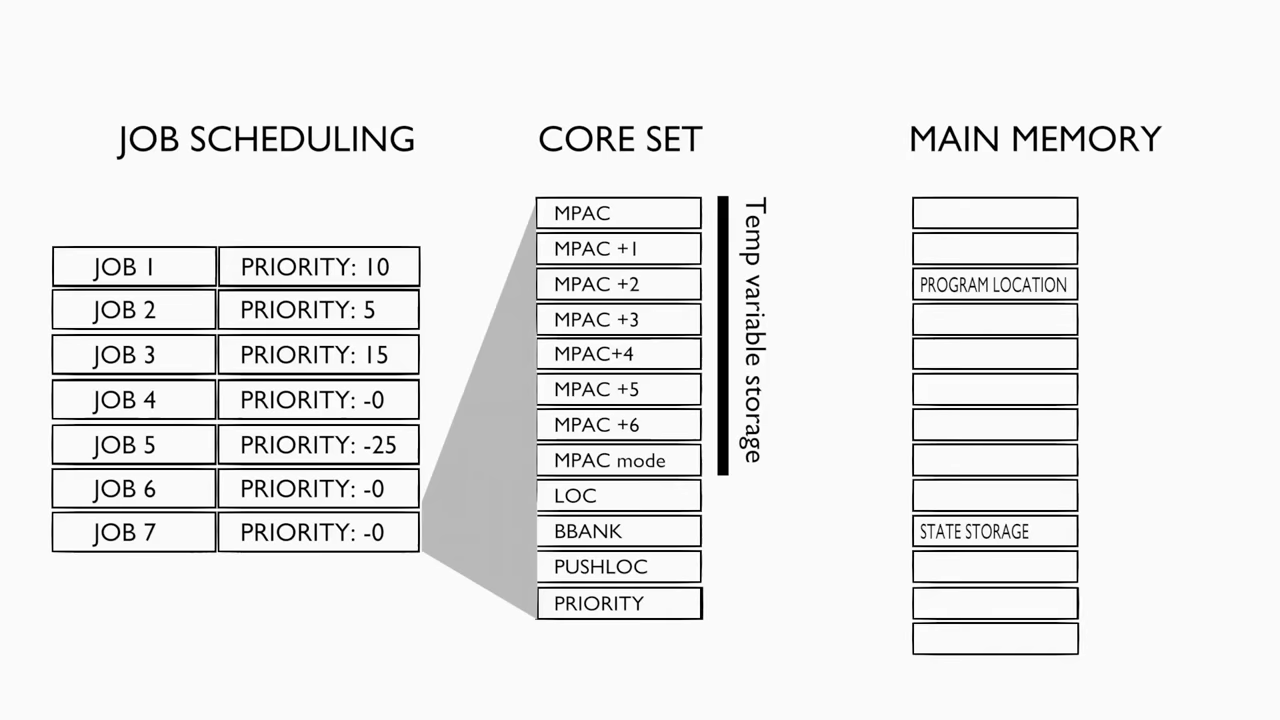 JOB SCHEDULING
JOB 1 PRIORITY: 10
JOB 2 PRIORITY: 5
JOB 3 PRIORITY: 15
JOB 4 PRIORITY: -0
JOB 5 PRIORITY: -25
JOB 6 PRIORITY: -0
JOB 7 PRIORITY: -0
CORE SET
MPAC
MPAC +1
MPAC +2
MPAC +3
MPAC+4
MPAC +5
MPAC +6
MPAC mode
LOC
BBANK
PUSHLOC
PRIORITY
Temp variable storage
MAIN MEMORY
PROGRAM LOCATION
STATE STORAGE